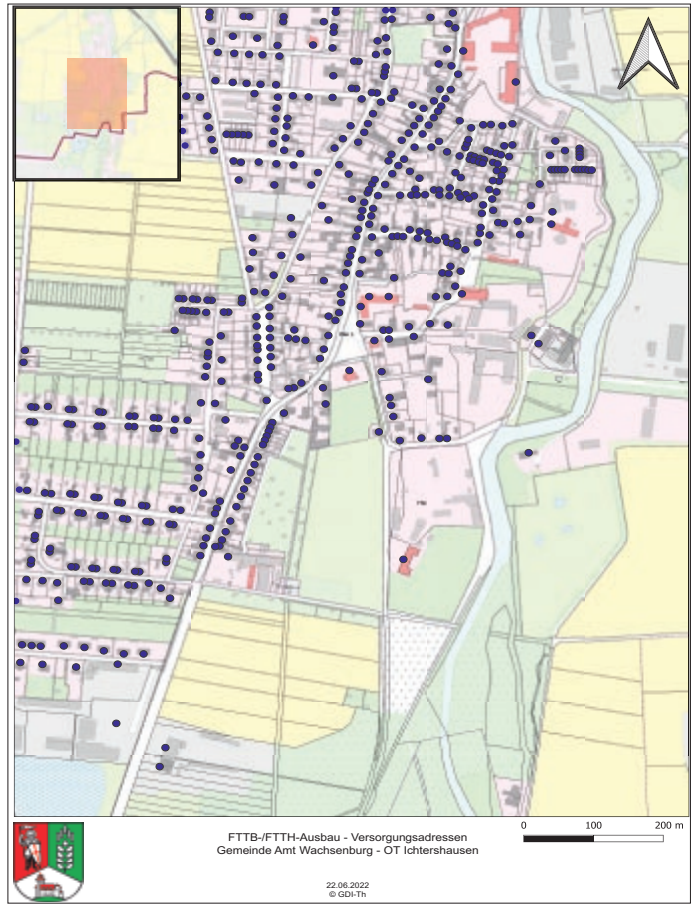 FTTB-/FTTH-Ausbau - Versorgungsadressen
Gemeinde Amt Wachsenburg - OT Ichtershausen
0 100 200 m
22.06.2022
© GDI-Th